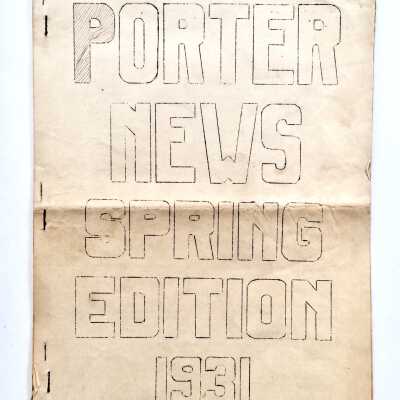 PORTER
NEWS
SPRING
EDITION
1931